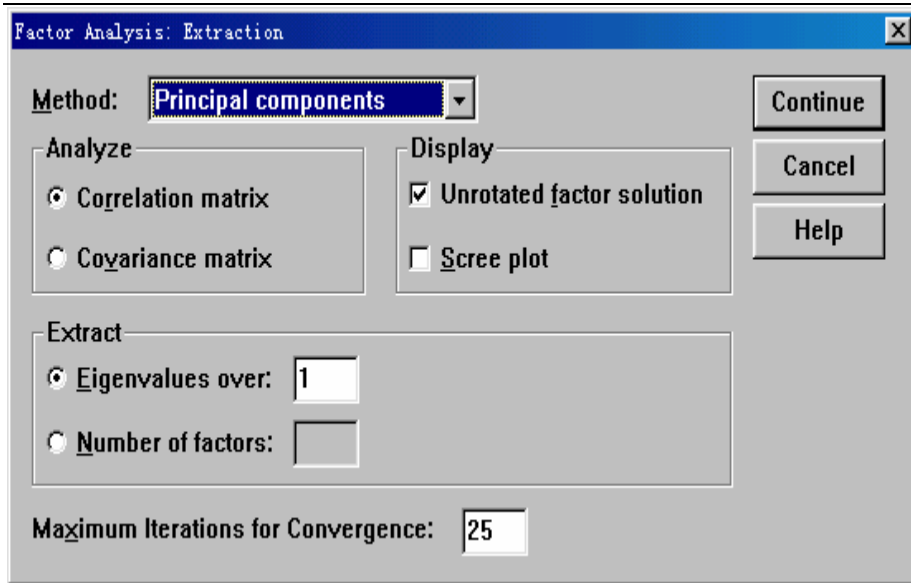 Factor Analysis: Extraction
Method: Principal components
Continue
Cancel
Help
Analyze
Correlation matrix
Covariance matrix
Display
Unrotated factor solution
Scree plot
Extract
Eigenvalues over: 1
Number of factors:
Maximum Iterations for Convergence: 25